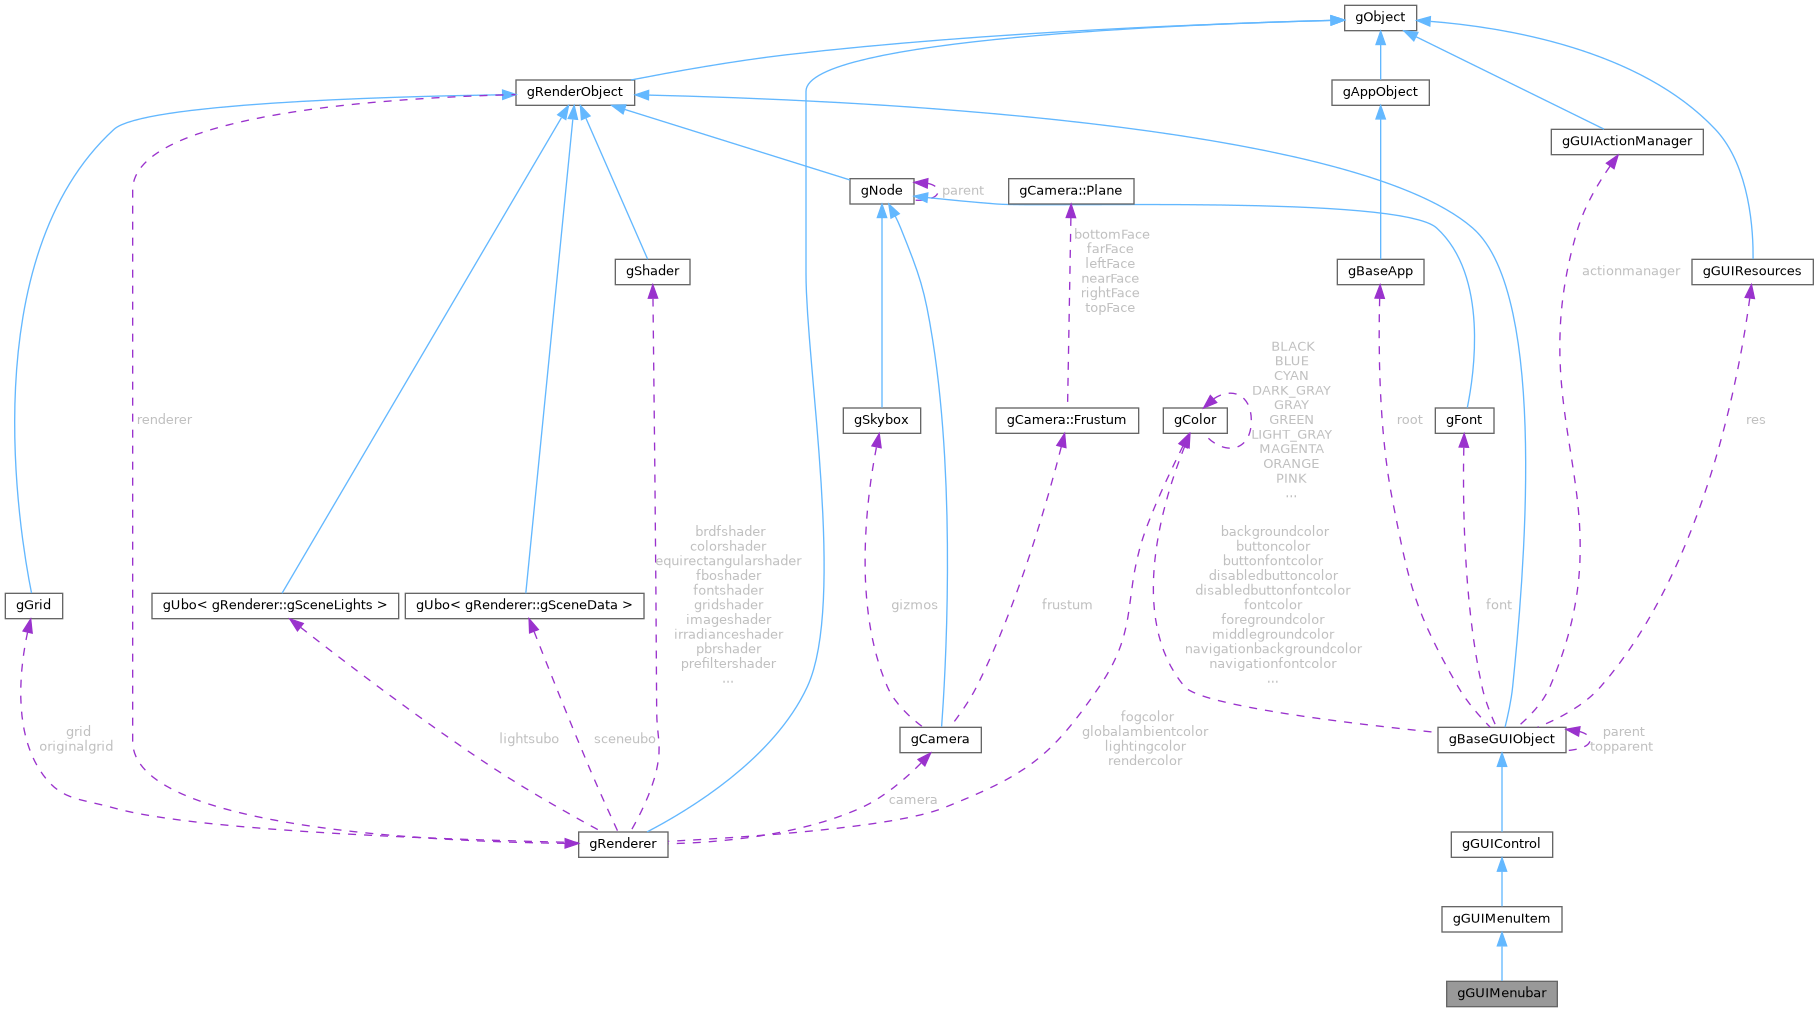 gObject
gRenderObject
gAppObject
gGUIActionManager
gNode
parent
gCamera::Plane
bottomFace
farFace
leftFace
nearFace
rightFace
topFace
gShader
gBaseApp
actionmanager
gGUIResources
BLACK
BLUE
CYAN
DARK_GRAY
GRAY
GREEN
LIGHT_GRAY
MAGENTA
ORANGE
PINK
...
renderer
gSkybox
gCamera::Frustum
gColor
root
gFont
res
brdfshader
colorshader
equirectangularshader
fboshader
fontshader
gridshader
imageshader
irradianceshader
pbrshader
prefiltershader
...
backgroundcolor
buttoncolor
buttonfontcolor
disabledbuttoncolor
disabledbuttonfontcolor
fontcolor
foregroundcolor
middlegroundcolor
navigationbackgroundcolor
navigationfontcolor
...
gGrid
gUbo< gRenderer::gSceneLights >
gUbo< gRenderer::gSceneData >
gizmos
frustum
font
grid
originalgrid
lightsubo
sceneubo
gCamera
fogcolor
globalambientcolor
lightingcolor
rendercolor
gBaseGUIObject
parent
topparent
camera
gRenderer
gGUIControl
gGUIMenuItem
gGUIMenubar